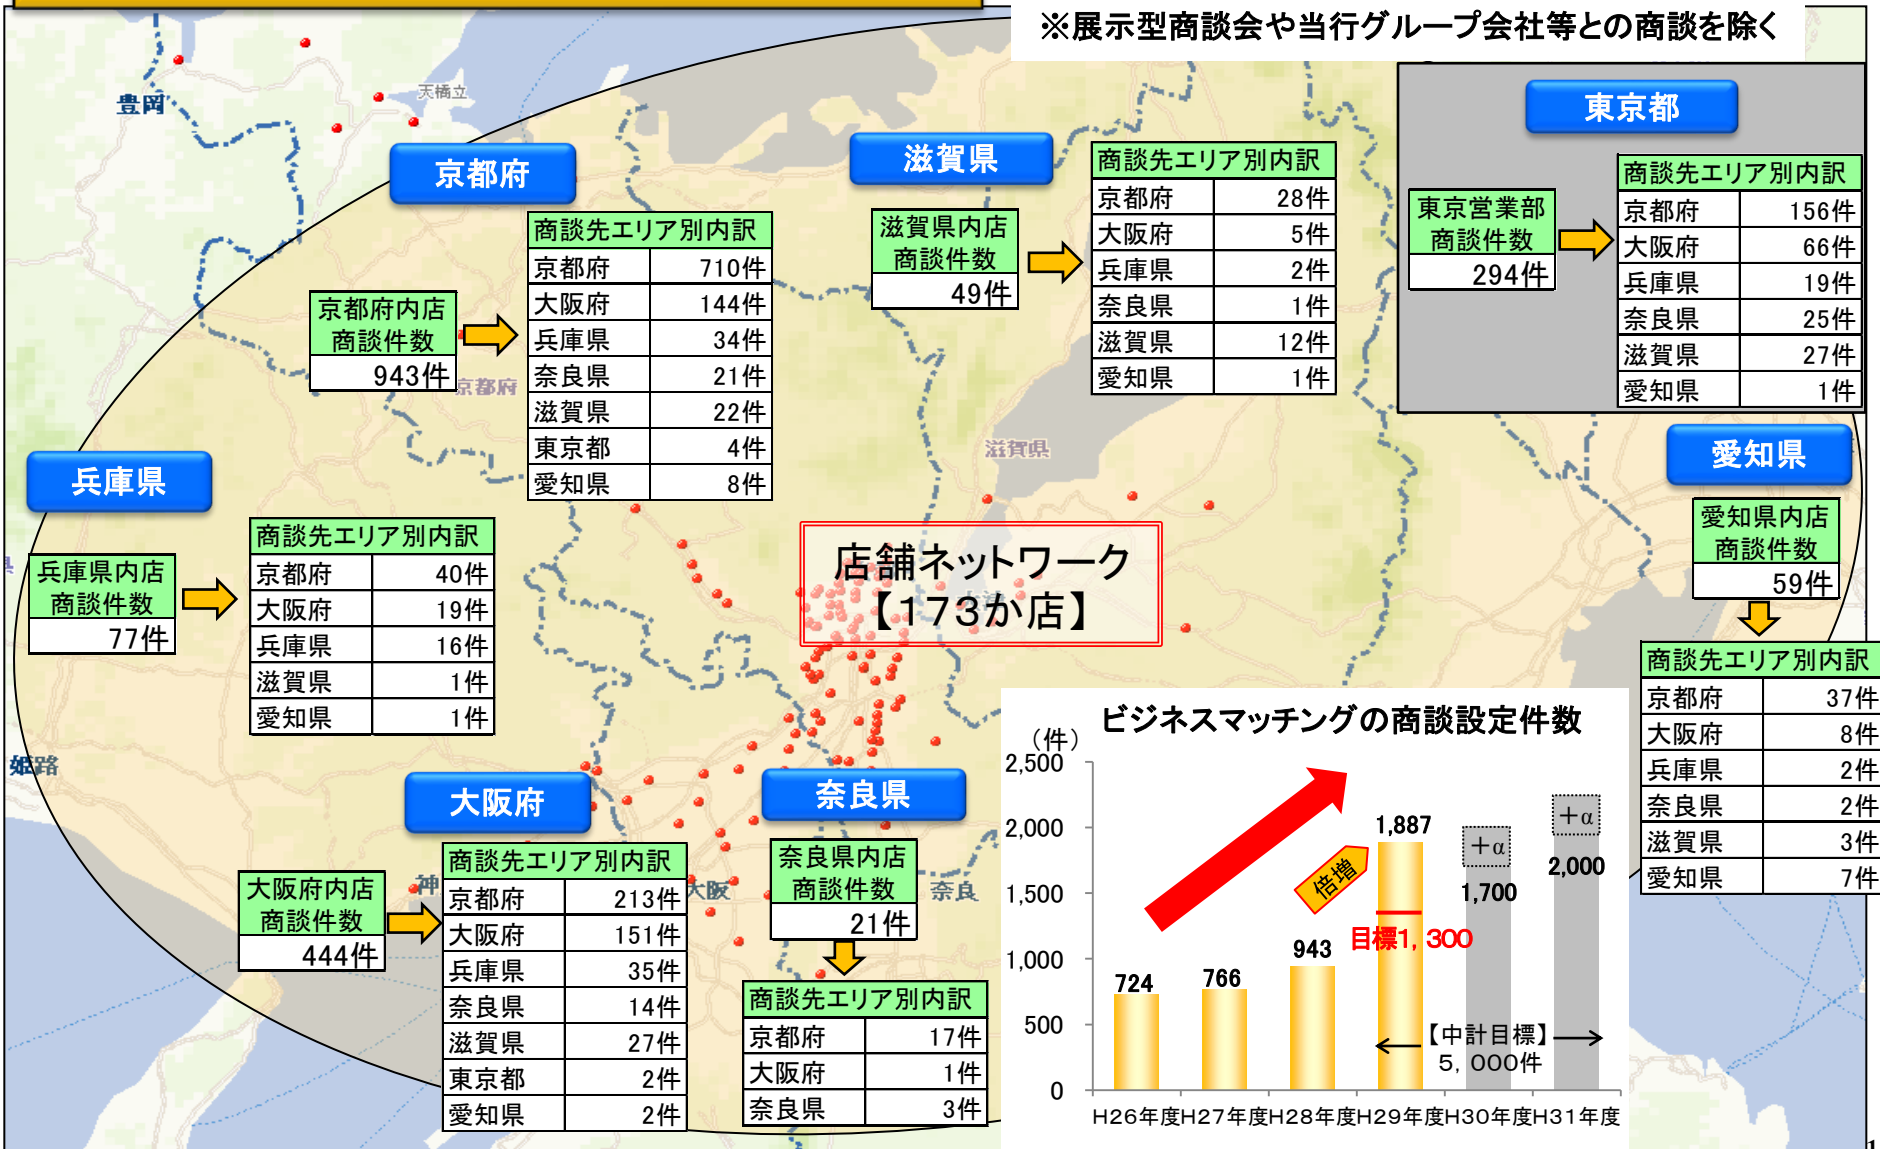 ※展示型商談会や当行グループ会社等との商談を除く
豊岡
天橋立
京都府
京都府内店
商談件数
943件
商談先エリア別内訳
京都府 710件
大阪府 144件
兵庫県 34件
奈良県 21件
滋賀県 22件
東京都 4件
愛知県 8件
京都府
滋賀県
滋賀県内店
商談件数
49件
商談先エリア別内訳
京都府 28件
大阪府 5件
兵庫県 2件
奈良県 1件
滋賀県 12件
愛知県 1件
滋賀県
東京都
東京営業部
商談件数
294件
商談先エリア別内訳
京都府 156件
大阪府 66件
兵庫県 19件
奈良県 25件
滋賀県 27件
愛知県 1件
兵庫県
兵庫県内店
商談件数
77件
商談先エリア別内訳
京都府 40件
大阪府 19件
兵庫県 16件
滋賀県 1件
愛知県 1件
姫路
店舗ネットワーク
【173か店】
愛知県
愛知県内店
商談件数
59件
商談先エリア別内訳
京都府 37件
大阪府 8件
兵庫県 2件
奈良県 2件
滋賀県 3件
愛知県 7件
大阪府
大阪府内店
商談件数
444件
神
商談先エリア別内訳
京都府 213件
大阪府 151件
兵庫県 35件
奈良県 14件
滋賀県 27件
東京都 2件
愛知県 2件
大阪
奈良県
奈良県内店
商談件数
21件
商談先エリア別内訳
京都府 17件
大阪府 1件
奈良県 3件
奈良
ビジネスマッチングの商談設定件数
（件）
2,500
2,000
1,500
1,000
500
0
724
766
943
1,887
倍増
目標1,300
+α
1,700
+α
2,000
【中計目標】
5,000件
H26年度 H27年度 H28年度 H29年度 H30年度 H31年度
1